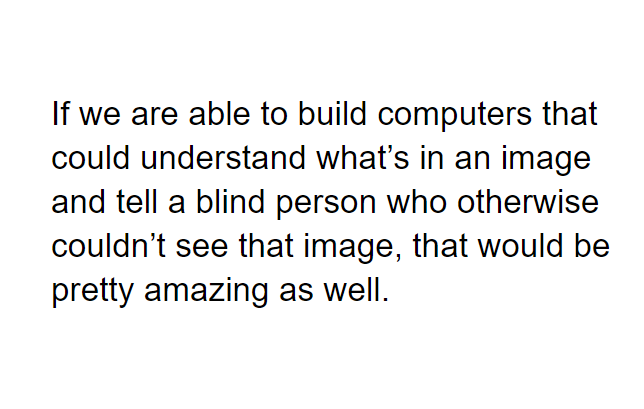 If we are able to build computers that
could understand what’s in an image
and tell a blind person who otherwise
couldn’t see that image, that would be
pretty amazing as well.